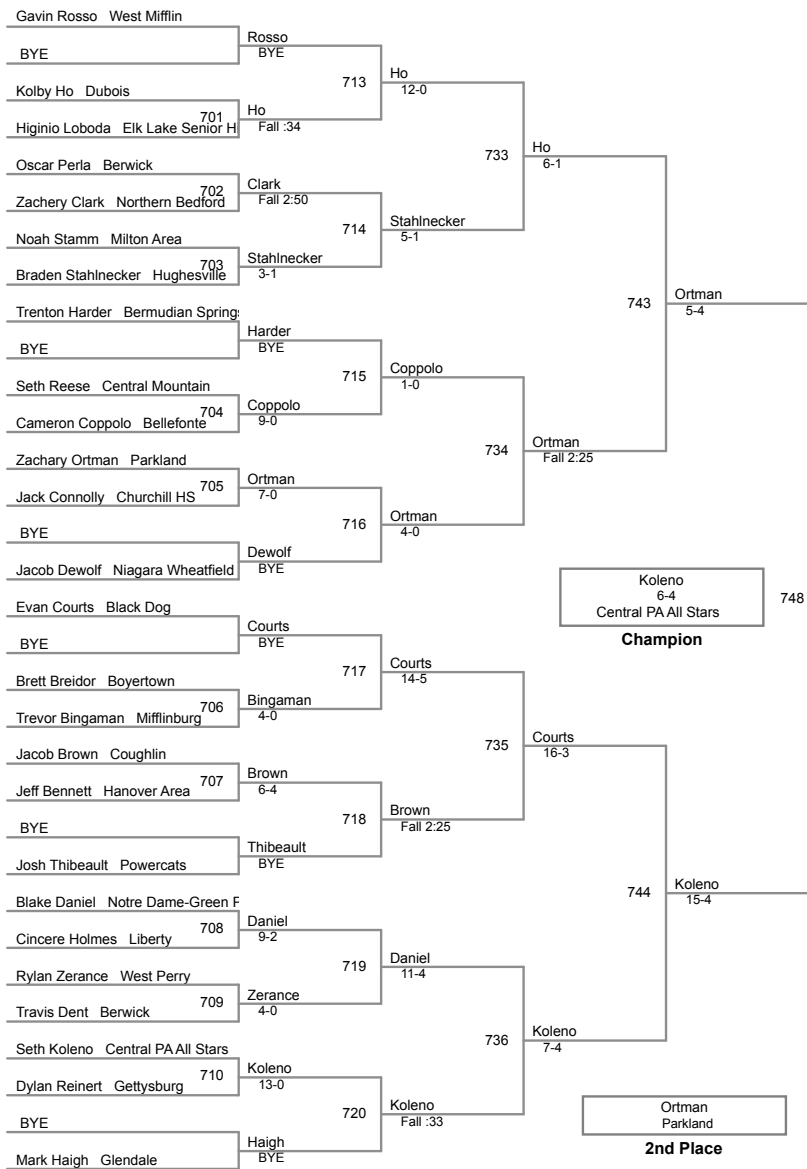 Gavin Rosso West Mifflin
BYE
Kolby Ho Dubois
701
Higinio Loboda Elk Lake Senior H
Oscar Perla Berwick
702
Zachery Clark Northern Bedford
Noah Stamm Milton Area
703
Braden Stahlnecker Hughesville
Trenton Harder Bermudian Springs
BYE
Seth Reese Central Mountain
704
Cameron Coppolo Bellefonte
Zachary Ortman Parkland
705
Jack Connolly Churchill HS
BYE
Jacob Dewolf Niagara Wheatfield
Evan Courts Black Dog
BYE
Brett Breidor Boyertown
706
Trevor Bingaman Mifflinburg
Jacob Brown Coughlin
707
Jeff Bennett Hanover Area
BYE
Josh Thibeault Powercats
Blake Daniel Notre Dame-Green P
708
Cincere Holmes Liberty
Rylan Zerance West Perry
709
Travis Dent Berwick
Seth Koleno Central PA All Stars
710
Dylan Reinert Gettysburg
BYE
Mark Haigh Glendale
Rosso
BYE
713
Ho
Fall :34
Clark
Fall 2:50
714
Stahlnecker
3-1
Harder
BYE
715
Coppolo
9-0
Ortman
7-0
716
Dewolf
BYE
Courts
BYE
717
Bingaman
4-0
Brown
6-4
718
Thibeault
BYE
Daniel
9-2
719
Zerance
4-0
Koleno
13-0
720
Haigh
BYE
Ho
12-0
733
Stahlnecker
5-1
Coppolo
1-0
734
Ortman
4-0
Courts
14-5
735
Brown
Fall 2:25
Daniel
11-4
736
Koleno
Fall :33
Ho
6-1
743
Ortman
Fall 2:25
Courts
16-3
744
Koleno
7-4
Ortman
5-4
Koleno
15-4
Koleno
6-4
Central PA All Stars
748
Champion
Ortman
Parkland
2nd Place